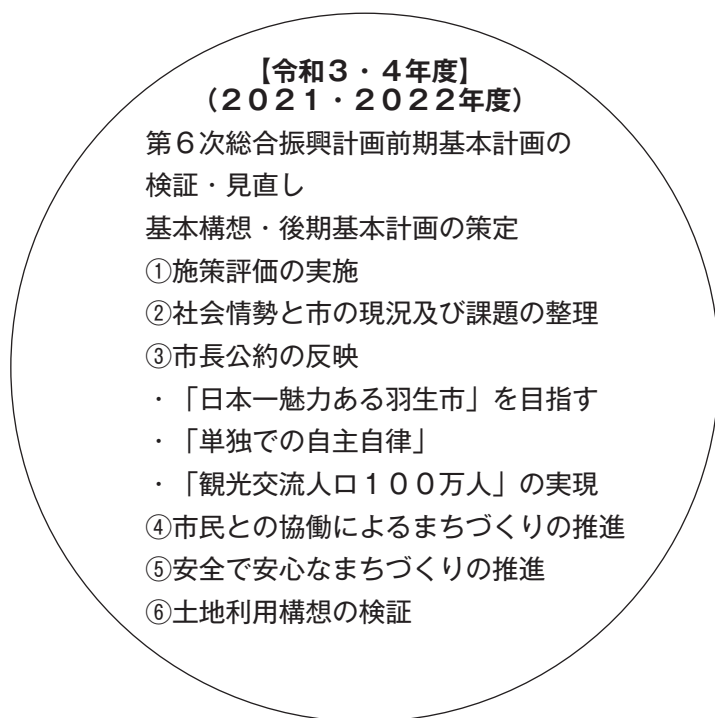 【令和３・４年度】
（２０２１・２０２２年度）
第６次総合振興計画前期基本計画の
検証・見直し
基本構想・後期基本計画の策定
①施策評価の実施
②社会情勢と市の現況及び課題の整理
③市長公約の反映
・「日本一魅力ある羽生市」を目指す
・「単独での自主自律」
・「観光交流人口１００万人」の実現
④市民との協働によるまちづくりの推進
⑤安全で安心なまちづくりの推進
⑥土地利用構想の検証